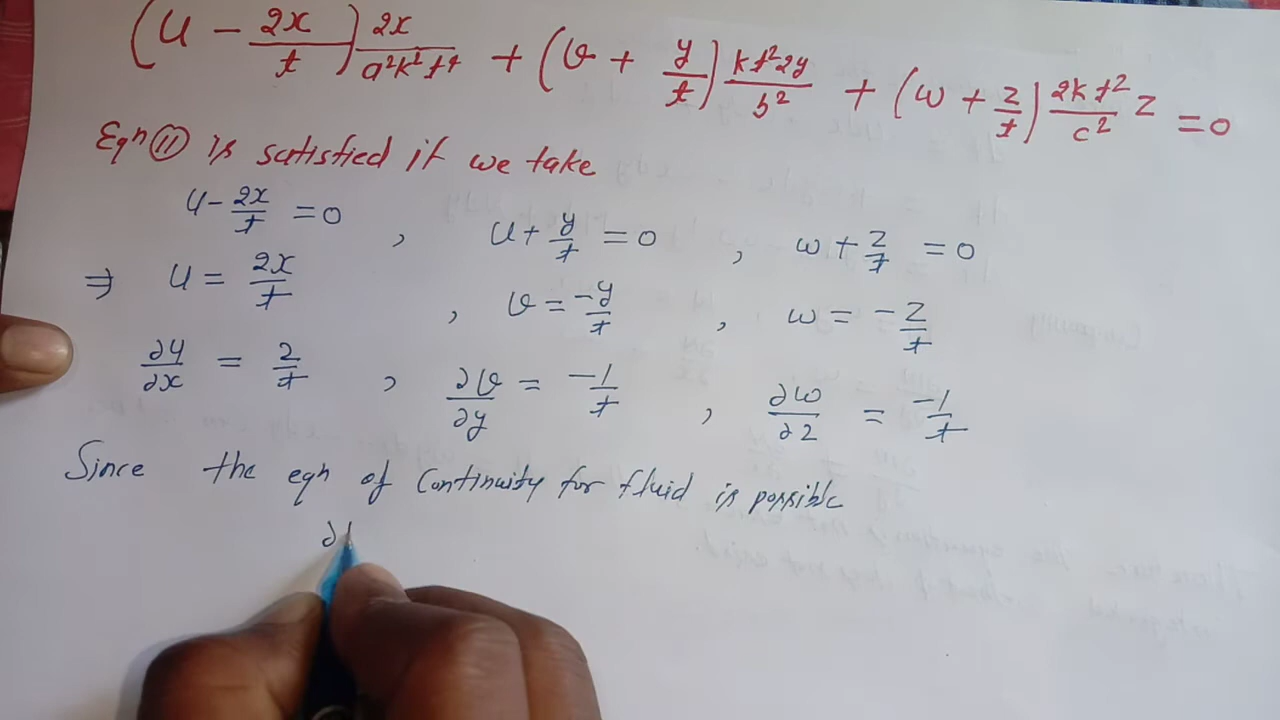 (u - 2x/t) 2x/a²k²t⁴ + (v + y/t) kt²2y/b² + (w + z/t) 2kt²/c² z = 0
Eqn (11) is satisfied if we take
u - 2x/t = 0 , u + y/t = 0 , w + z/t = 0
⇒ u = 2x/t , v = -y/t , w = -z/t
∂u/∂x = 2/t , ∂v/∂y = -1/t , ∂w/∂z = -1/t
Since the eqn of Continuity for fluid is possible
∂